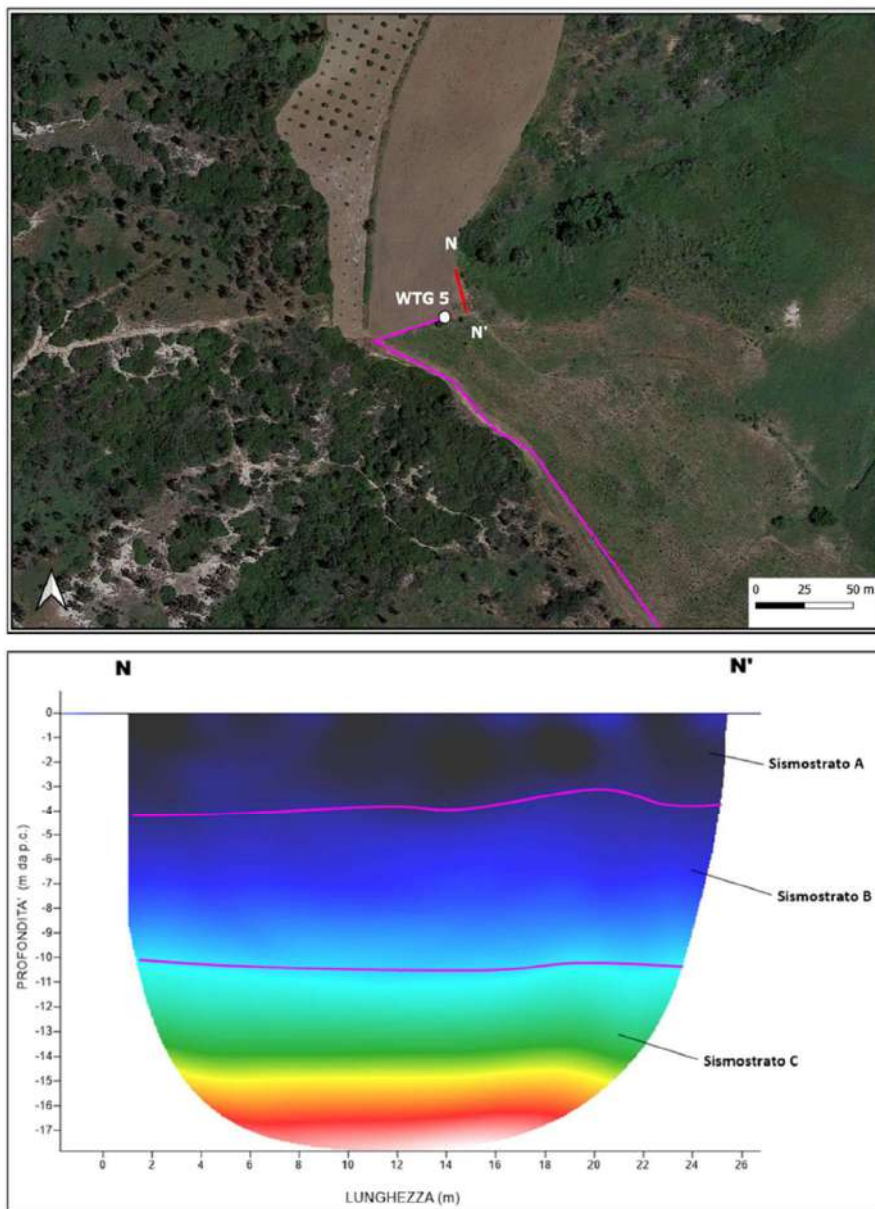 N
WTG 5
N'
0 25 50 m
N N'
0
-1
-2
-4
-5
-6
-7
-8
-9
-10
-11
-12
-13
-14
-15
-16
-17
PROFONDITA' (m da p.c.)
Sismostrato A
Sismostrato B
Sismostrato C
0 2 4 6 8 10 12 14 16 18 20 22 24 26
LUNGHEZZA (m)